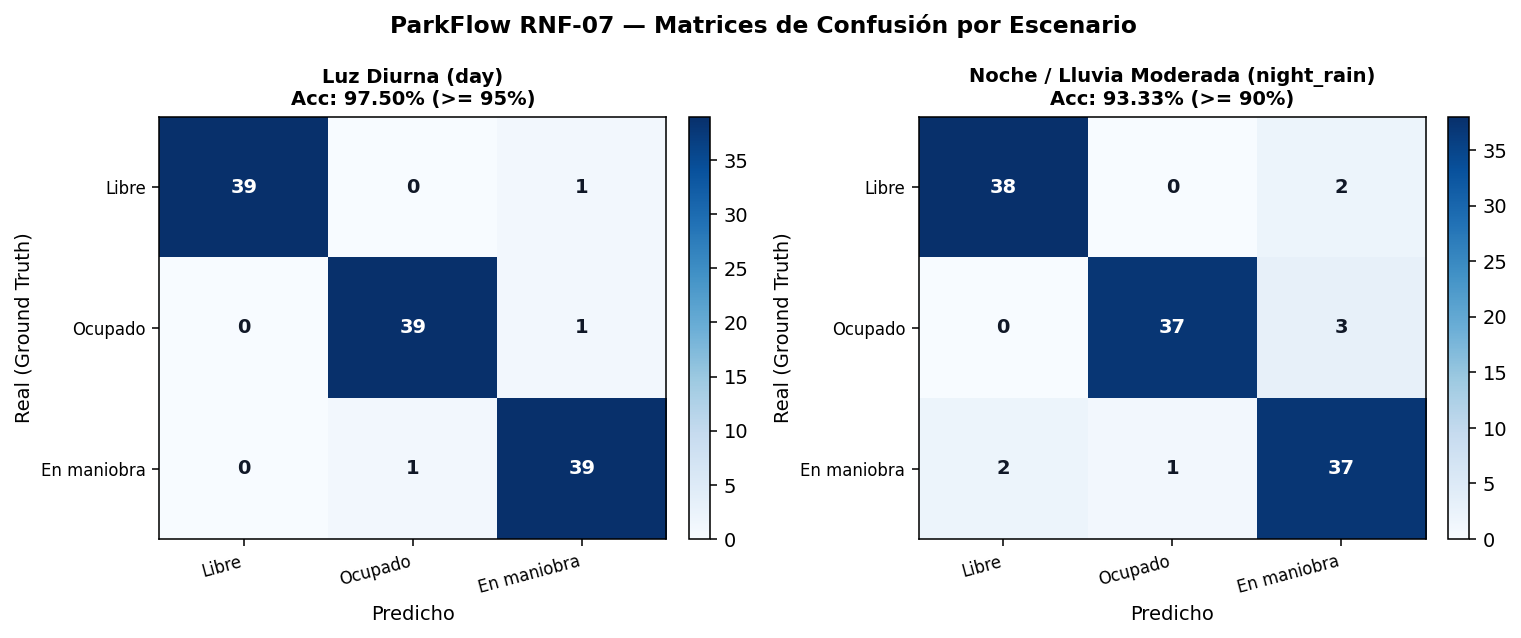 ParkFlow RNF-07 — Matrices de Confusión por Escenario
Luz Diurna (day)
Acc: 97.50% (>= 95%)
Real (Ground Truth)
Libre
Ocupado
En maniobra
39 0 1
0 39 1
0 1 39
Libre Ocupado En maniobra
Predicho
35
30
25
20
15
10
5
0
Noche / Lluvia Moderada (night_rain)
Acc: 93.33% (>= 90%)
Real (Ground Truth)
Libre
Ocupado
En maniobra
38 0 2
0 37 3
2 1 37
Libre Ocupado En maniobra
Predicho
35
30
25
20
15
10
5
0